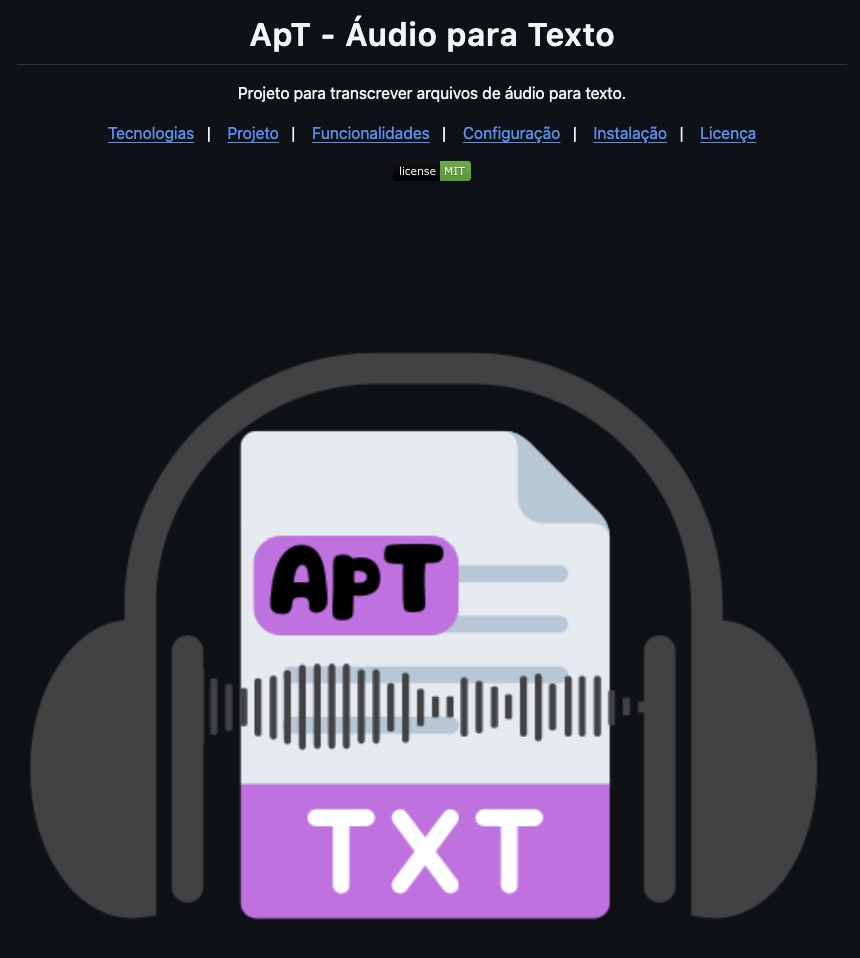 ApT - Áudio para Texto
Projeto para transcrever arquivos de áudio para texto.
Tecnologias | Projeto | Funcionalidades | Configuração | Instalação | Licença
license MIT
ApT
TXT